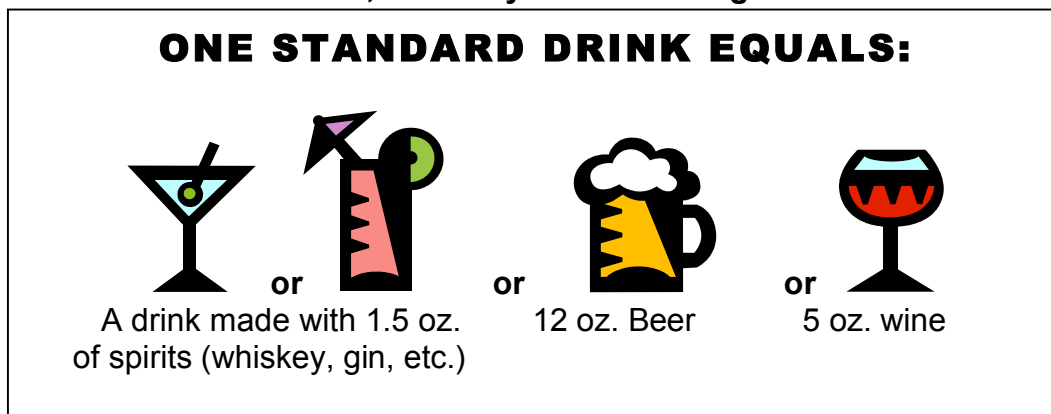 ONE STANDARD DRINK EQUALS:
or or or
A drink made with 1.5 oz. 12 oz. Beer 5 oz. wine
of spirits (whiskey, gin, etc.)